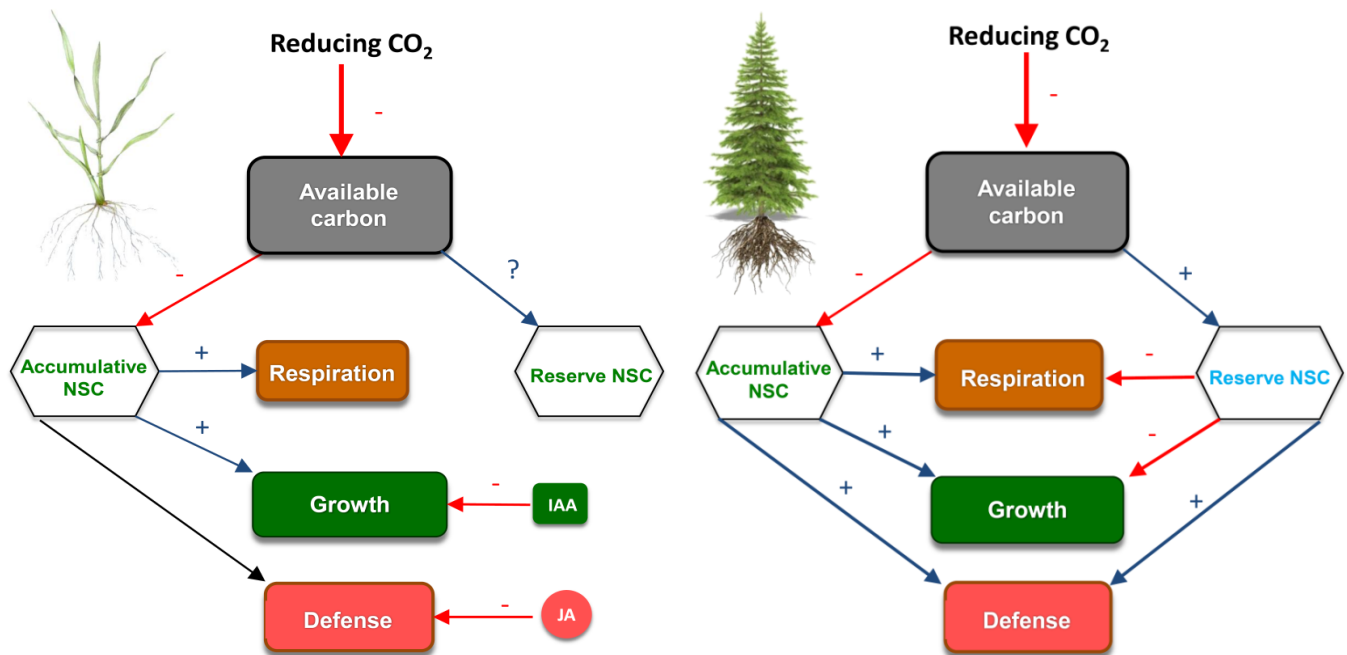 Reducing CO₂
-
Available
carbon
-
?
Accumulative
NSC
+
Respiration
Reserve NSC
+
Growth
-
IAA
Defense
-
JA
Reducing CO₂
-
Available
carbon
-
+
Accumulative
NSC
+
Respiration
-
Reserve NSC
+
-
Growth
+
+
Defense